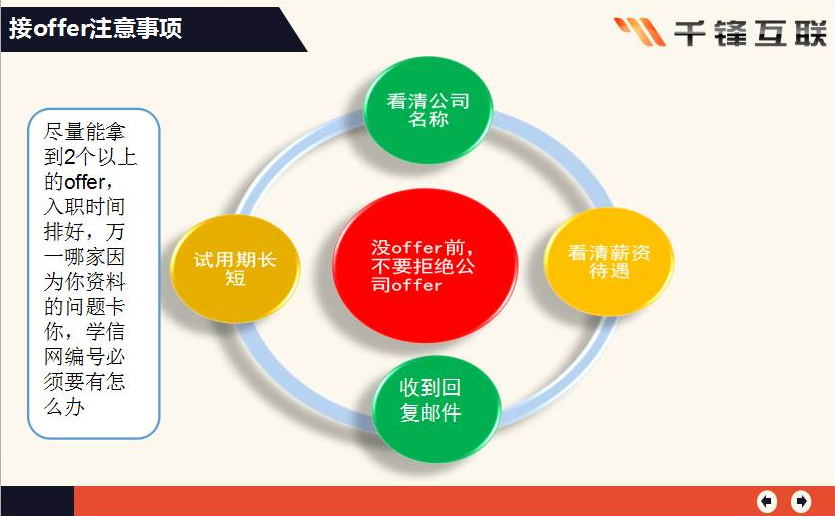 接offer注意事项
千锋互联
尽量能拿
到2个以上
的offer，
入职时间
排好，万
一哪家因
为你资料
的问题卡
你，学信
网编号必
须要有怎
么办
看清公司
名称
试用期长
短
没offer前，
不要拒绝公
司offer
看清薪资
待遇
收到回
复邮件